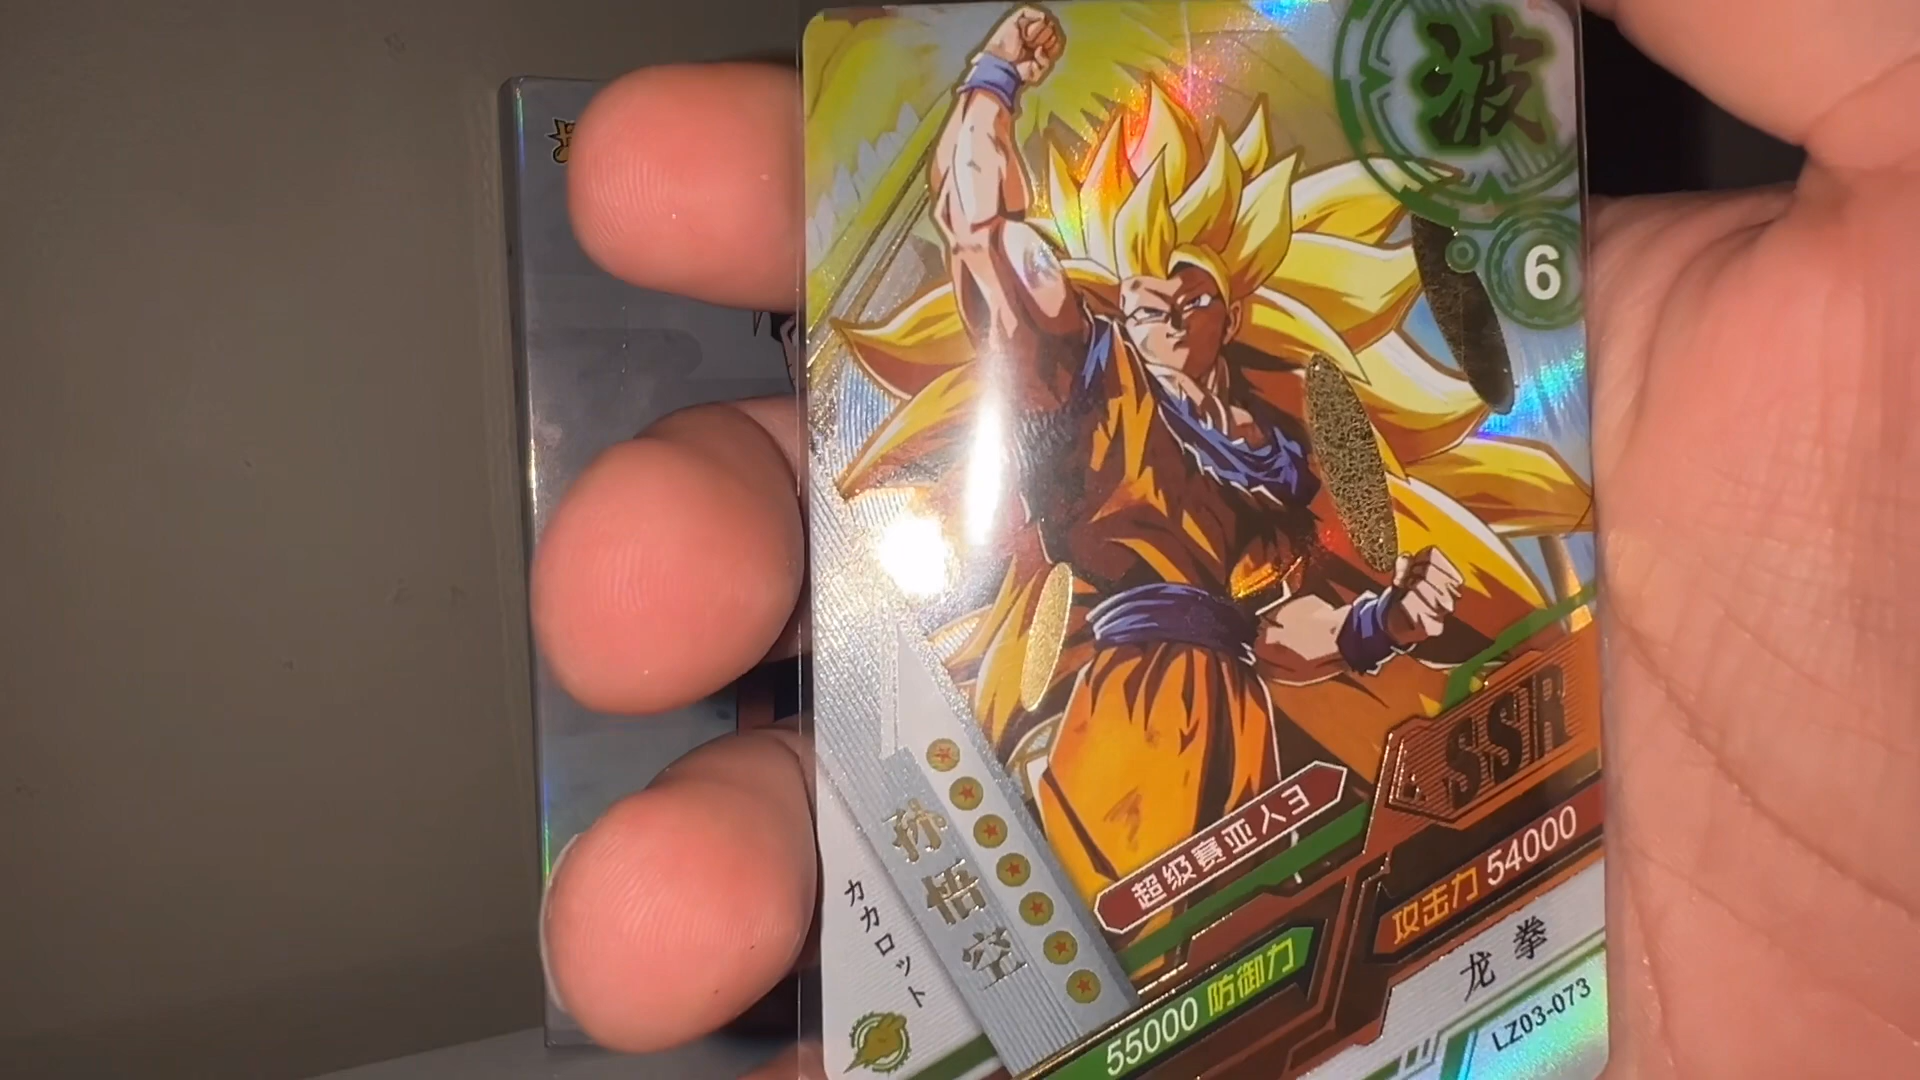 波
6
SSR
超级赛亚人3
孙悟空
カカロット
攻击力 54000
55000 防御力
龙拳
LZ03-073